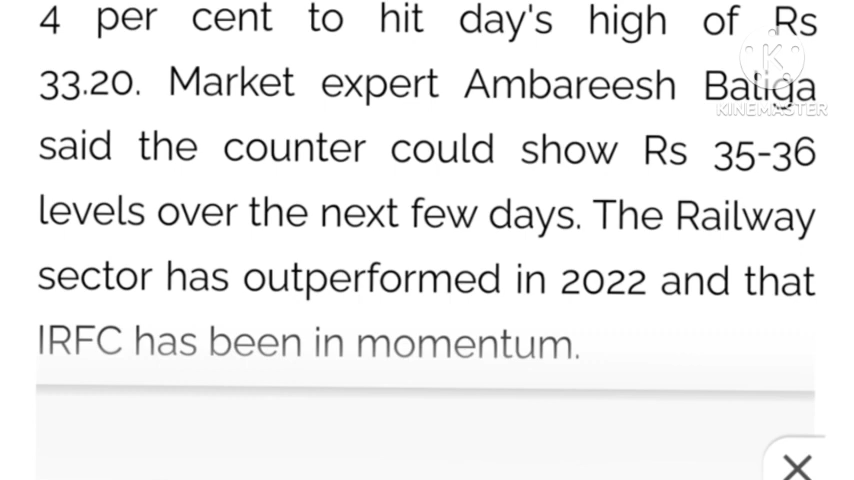 4 per cent to hit day's high of Rs
33.20. Market expert Ambareesh Baliga
said the counter could show Rs 35-36
levels over the next few days. The Railway
sector has outperformed in 2022 and that
IRFC has been in momentum.
K
KINEMASTER